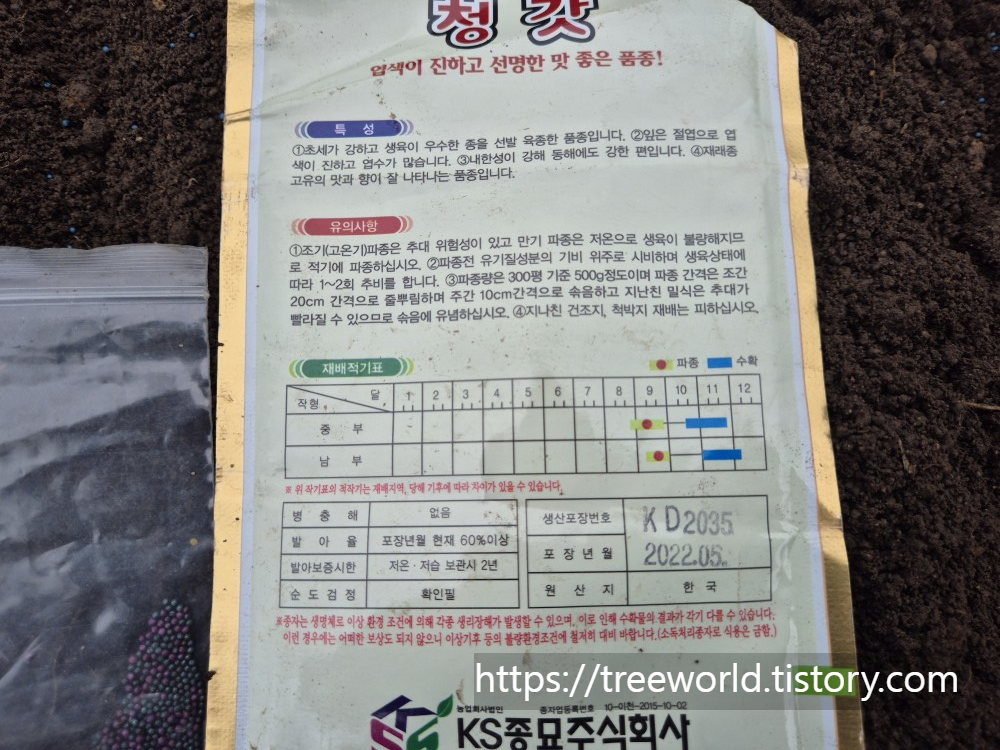 청 갓
엽색이 진하고 선명한 맛 좋은 품종!
특 성
①초세가 강하고 생육이 우수한 종을 선발 육종한 품종입니다. ②잎은 절엽으로 엽
색이 진하고 엽수가 많습니다. ③내한성이 강해 동해에도 강한 편입니다. ④재래종
고유의 맛과 향이 잘 나타나는 품종입니다.
유의사항
①조기(고온기)파종은 추대 위험성이 있고 만기 파종은 저온으로 생육이 불량해지므
로 적기에 파종하십시오. ②파종전 유기질성분의 기비 위주로 시비하며 생육상태에
따라 1~2회 추비를 합니다. ③파종량은 300평 기준 500g정도이며 파종 간격은 조간
20cm 간격으로 줄뿌림하며 주간 10cm간격으로 솎음하고 지난친 밀식은 추대가
빨라질 수 있으므로 솎음에 유념하십시오. ④지나친 건조지, 척박지 재배는 피하십시오.
재배적기표
파종 수확
작형 달 1 2 3 4 5 6 7 8 9 10 11 12
중 부
남 부
※ 위 작기표의 적작기는 재배지역, 당해 기후에 따라 차이가 있을 수 있습니다.
병 충 해 없음
발 아 율 포장년월 현재 60%이상
발아보증시한 저온·저습 보관시 2년
순 도 검 정 확인필
생산포장번호 KD2035
포 장 년 월 2022.05.
원 산 지 한 국
※종자는 생명체로 이상 환경 조건에 의해 각종 생리장해가 발생할 수 있으며, 이로 인해 수확물의 결과가 각기 다를 수 있습니다.
이런 경우에는 어떠한 보상도 되지 않으니 이상기후 등의 불량환경조건에 철저히 대비 바랍니다.(소독처리종자로 식용은 금함.)
https://treeworld.tistory.com
농업회사법인 종자업등록번호 10-이천-2015-10-02
KS종묘주식회사